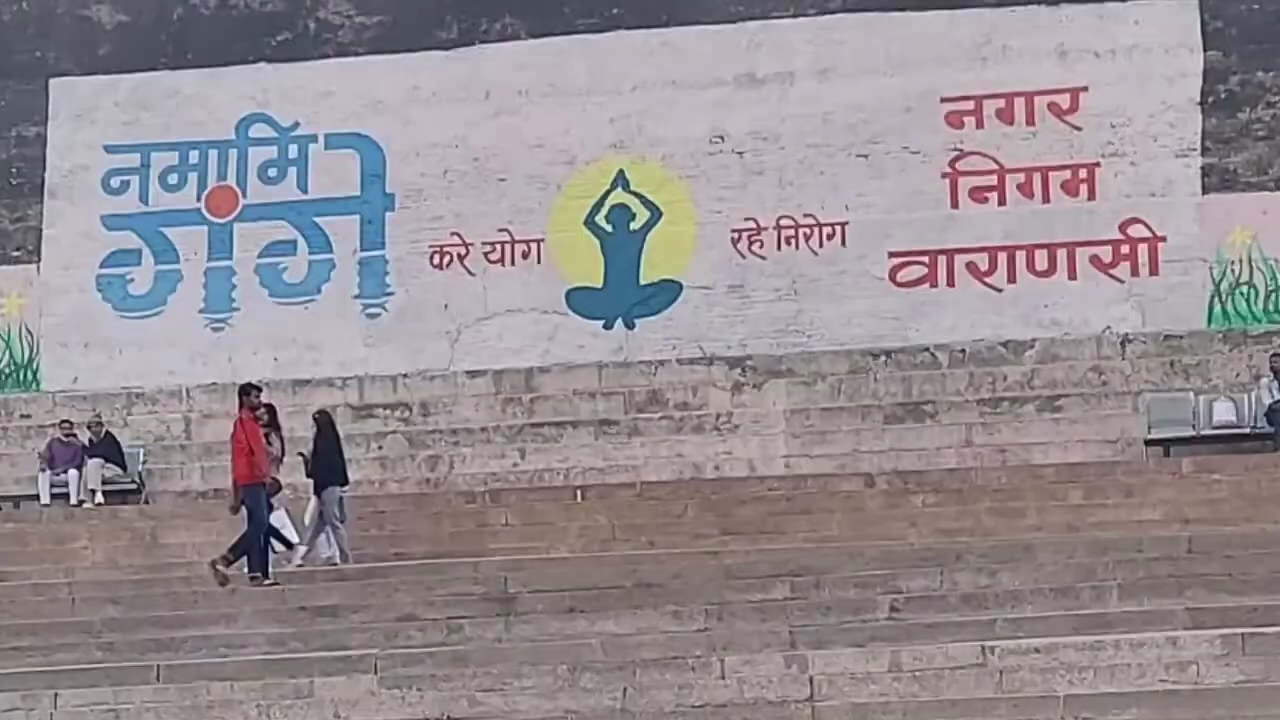 नमामि
गंगे
करे योग
रहे निरोग
नगर
निगम
वाराणसी